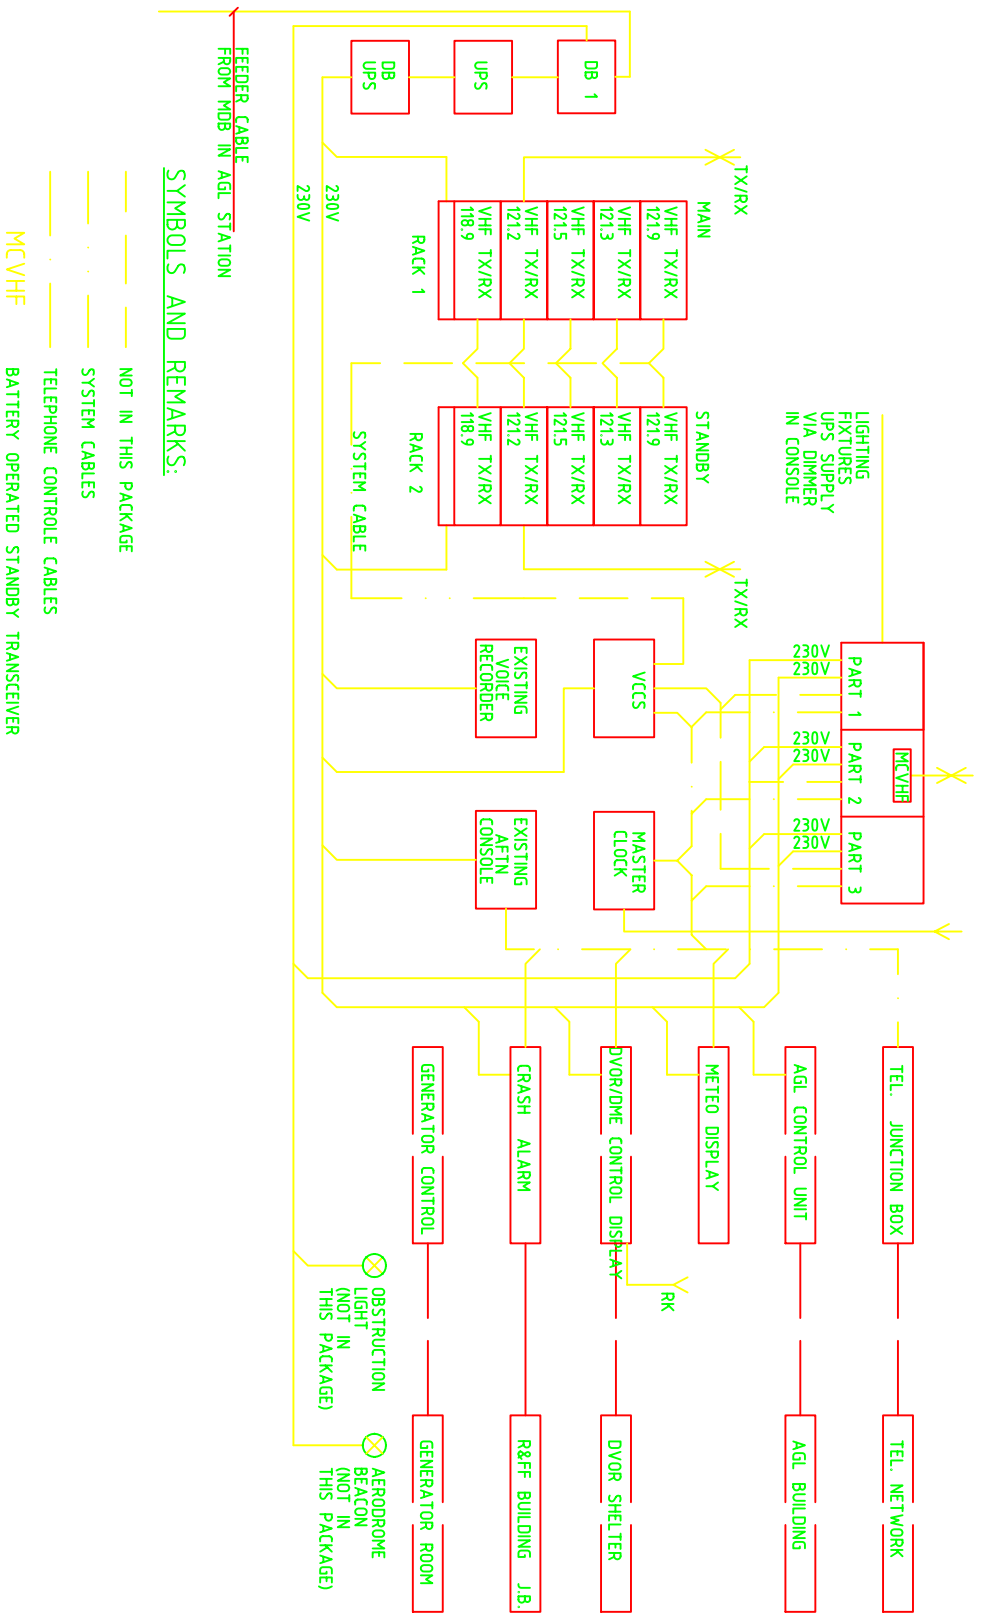 TX/RX
TX/RX
LIGHTING
FIXTURES
UPS SUPPLY
VIA DIMMER
IN CONSOLE
MCVHF
PART 1
PART 2
PART 3
230V
230V
230V
230V
230V
230V
TEL. JUNCTION BOX
TEL. NETWORK
AGL CONTROL UNIT
AGL BUILDING
METEO DISPLAY
RK
DVOR/DME CONTROL DISPLAY
DVOR SHELTER
CRASH ALARM
R&FF BUILDING J.B.
GENERATOR CONTROL
GENERATOR ROOM
MAIN
VHF TX/RX
121.9
VHF TX/RX
121.3
VHF TX/RX
121.5
VHF TX/RX
121.2
VHF TX/RX
118.9
RACK 1
STANDBY
VHF TX/RX
121.9
VHF TX/RX
121.3
VHF TX/RX
121.5
VHF TX/RX
121.2
VHF TX/RX
118.9
RACK 2
SYSTEM CABLE
VCCS
MASTER
CLOCK
EXISTING
VOICE
RECORDER
EXISTING
AFTN
CONSOLE
DB 1
UPS
DB
UPS
230V
230V
OBSTRUCTION
LIGHT
(NOT IN
THIS PACKAGE)
AERODROME
BEACON
(NOT IN
THIS PACKAGE)
FEEDER CABLE
FROM MDB IN AGL STATION
SYMBOLS AND REMARKS:
NOT IN THIS PACKAGE
SYSTEM CABLES
TELEPHONE CONTROLE CABLES
MCVHF BATTERY OPERATED STANDBY TRANSCEIVER